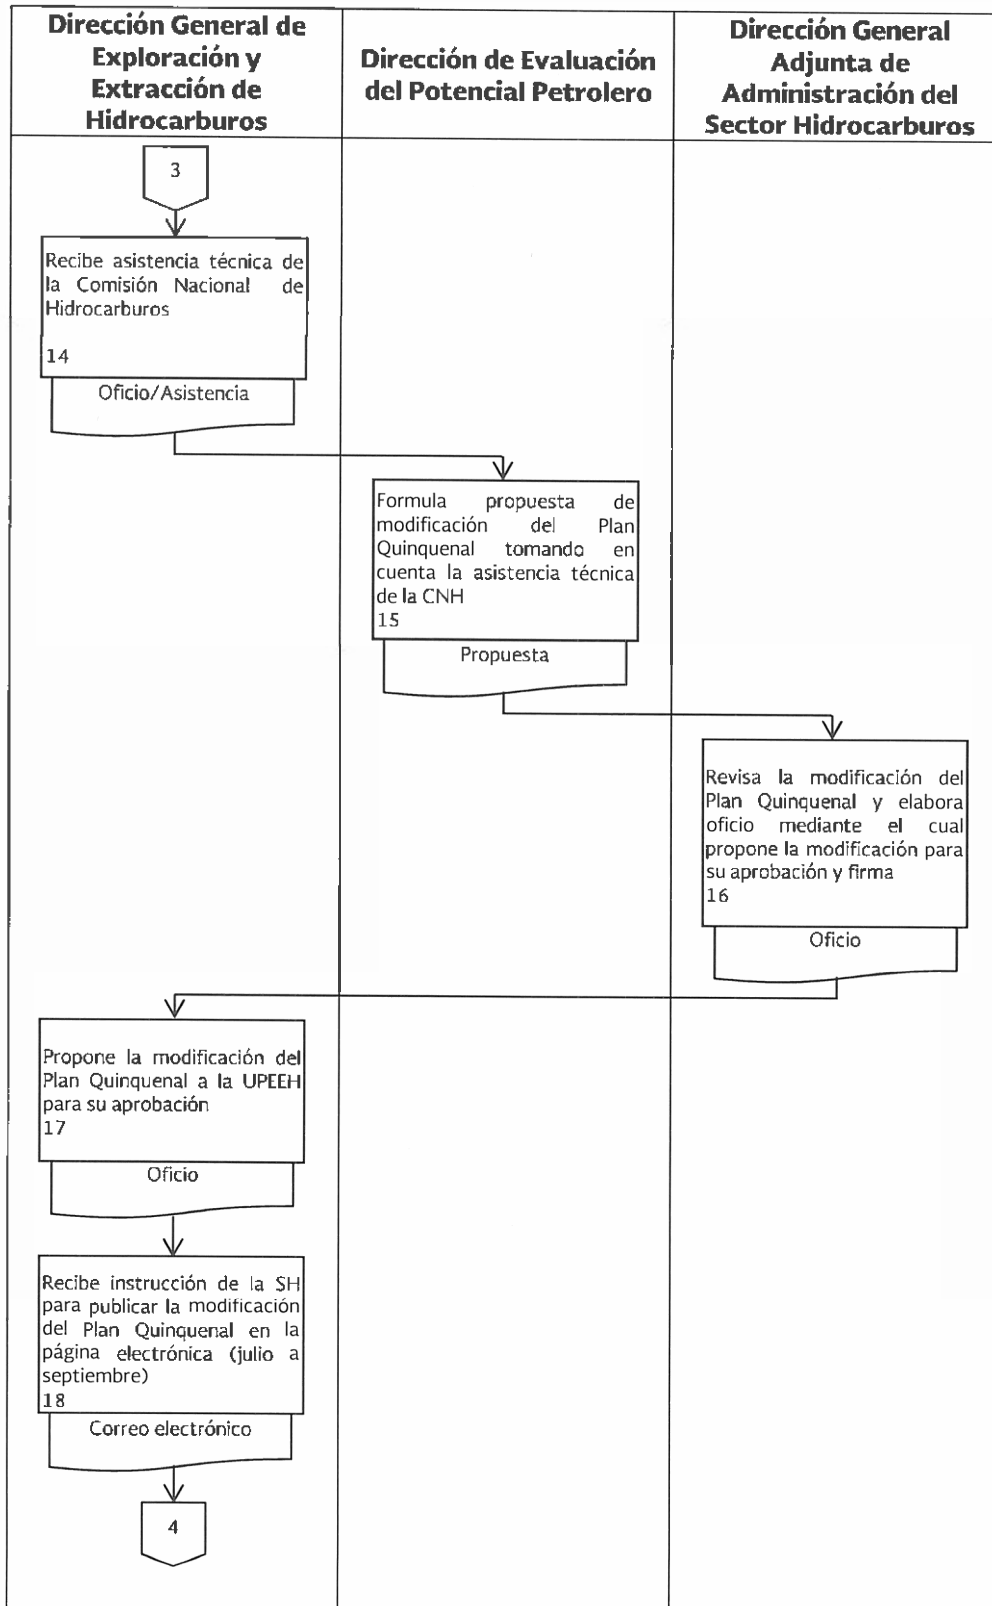 Dirección General de
Exploración y
Extracción de
Hidrocarburos
Dirección de Evaluación
del Potencial Petrolero
Dirección General
Adjunta de
Administración del
Sector Hidrocarburos
3
Recibe asistencia técnica de
la Comisión Nacional de
Hidrocarburos
14
Oficio/Asistencia
Formula propuesta de
modificación del Plan
Quinquenal tomando en
cuenta la asistencia técnica
de la CNH
15
Propuesta
Revisa la modificación del
Plan Quinquenal y elabora
oficio mediante el cual
propone la modificación para
su aprobación y firma
16
Oficio
Propone la modificación del
Plan Quinquenal a la UPEEH
para su aprobación
17
Oficio
Recibe instrucción de la SH
para publicar la modificación
del Plan Quinquenal en la
página electrónica (julio a
septiembre)
18
Correo electrónico
4